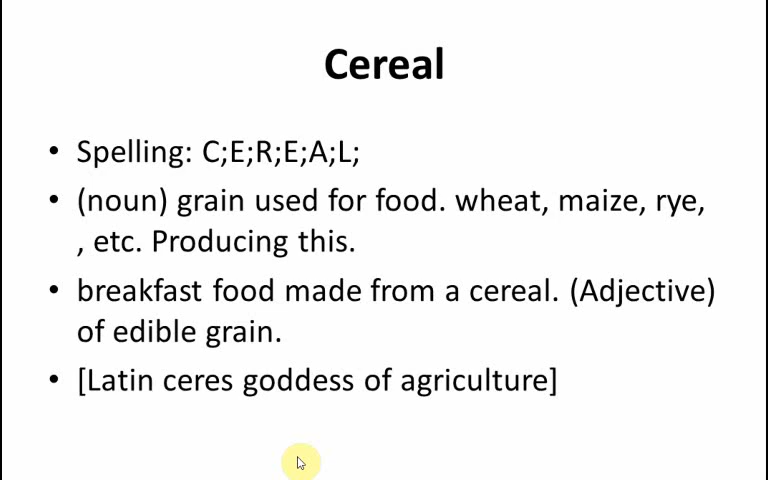 Cereal
• Spelling: C;E;R;E;A;L;
• (noun) grain used for food. wheat, maize, rye,
, etc. Producing this.
• breakfast food made from a cereal. (Adjective)
of edible grain.
• [Latin ceres goddess of agriculture]